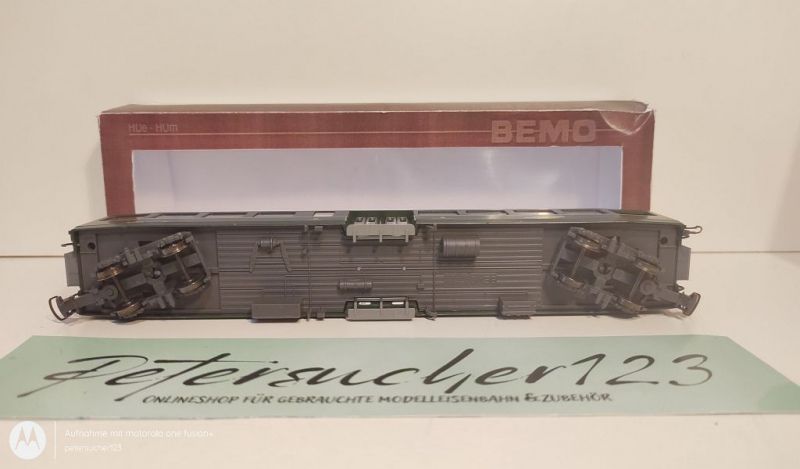 H0e - H0m
BEMO
Petersucher123
ONLINESHOP FÜR GEBRAUCHTE MODELLEISENBAHN & ZUBEHÖR
Aufnahme mit motorola one fusion+
petersucher123